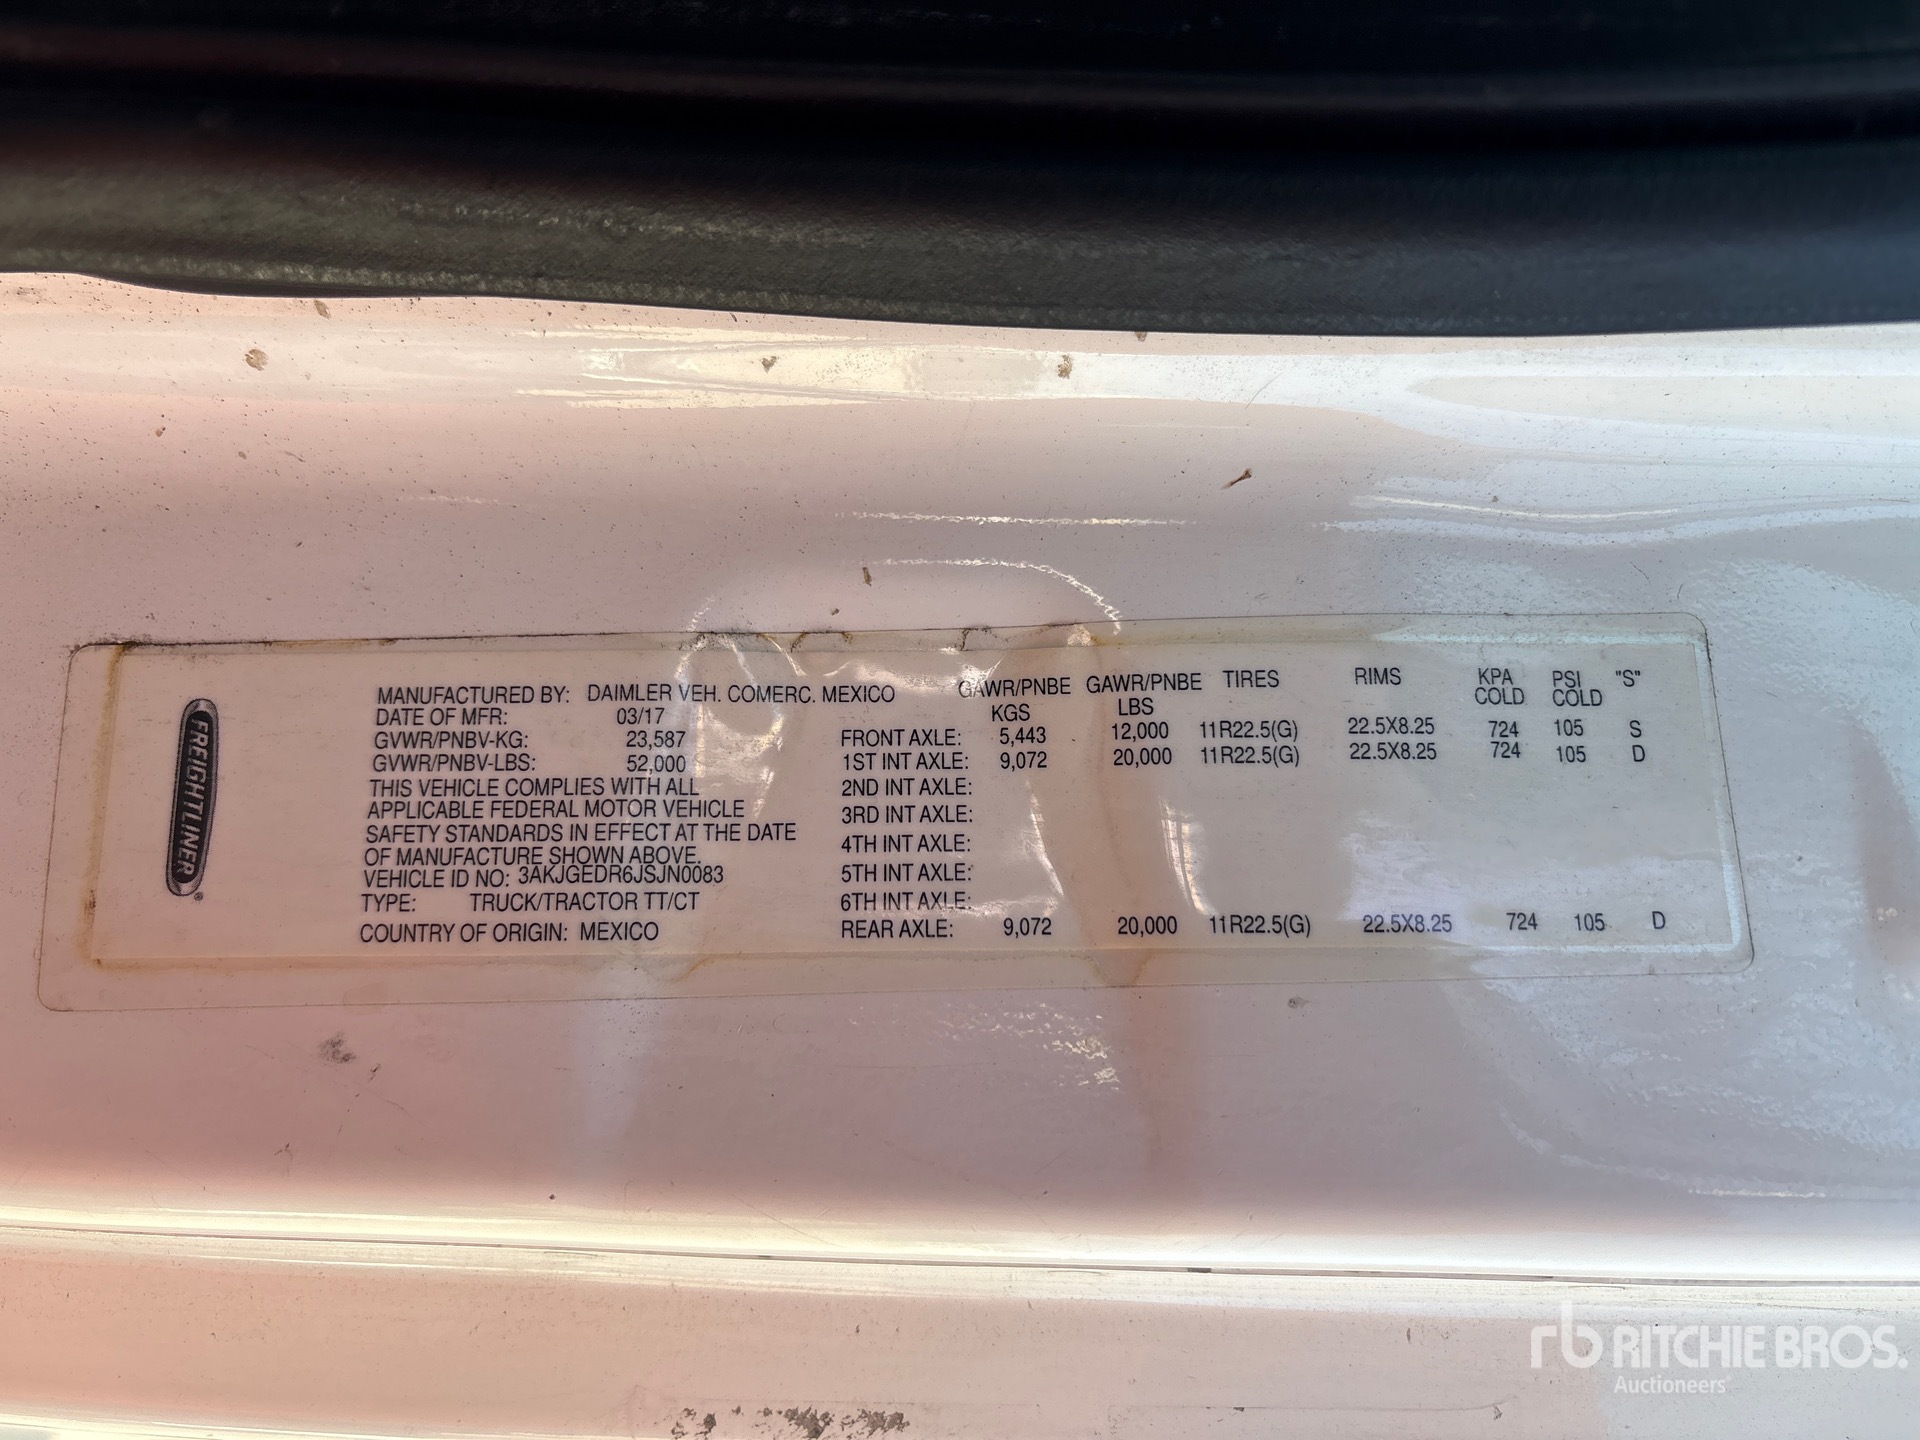 FREIGHTLINER®
MANUFACTURED BY: DAIMLER VEH. COMERC. MEXICO
DATE OF MFR: 03/17
GVWR/PNBV-KG: 23,587
GVWR/PNBV-LBS: 52,000
THIS VEHICLE COMPLIES WITH ALL
APPLICABLE FEDERAL MOTOR VEHICLE
SAFETY STANDARDS IN EFFECT AT THE DATE
OF MANUFACTURE SHOWN ABOVE.
VEHICLE ID NO: 3AKJGEDR6JSJN0083
TYPE: TRUCK/TRACTOR TT/CT
COUNTRY OF ORIGIN: MEXICO
GAWR/PNBE KGS GAWR/PNBE LBS TIRES RIMS KPA COLD PSI COLD "S"
FRONT AXLE: 5,443 12,000 11R22.5(G) 22.5X8.25 724 105 S
1ST INT AXLE: 9,072 20,000 11R22.5(G) 22.5X8.25 724 105 D
2ND INT AXLE:
3RD INT AXLE:
4TH INT AXLE:
5TH INT AXLE:
6TH INT AXLE:
REAR AXLE: 9,072 20,000 11R22.5(G) 22.5X8.25 724 105 D
rb RITCHIE BROS.
Auctioneers